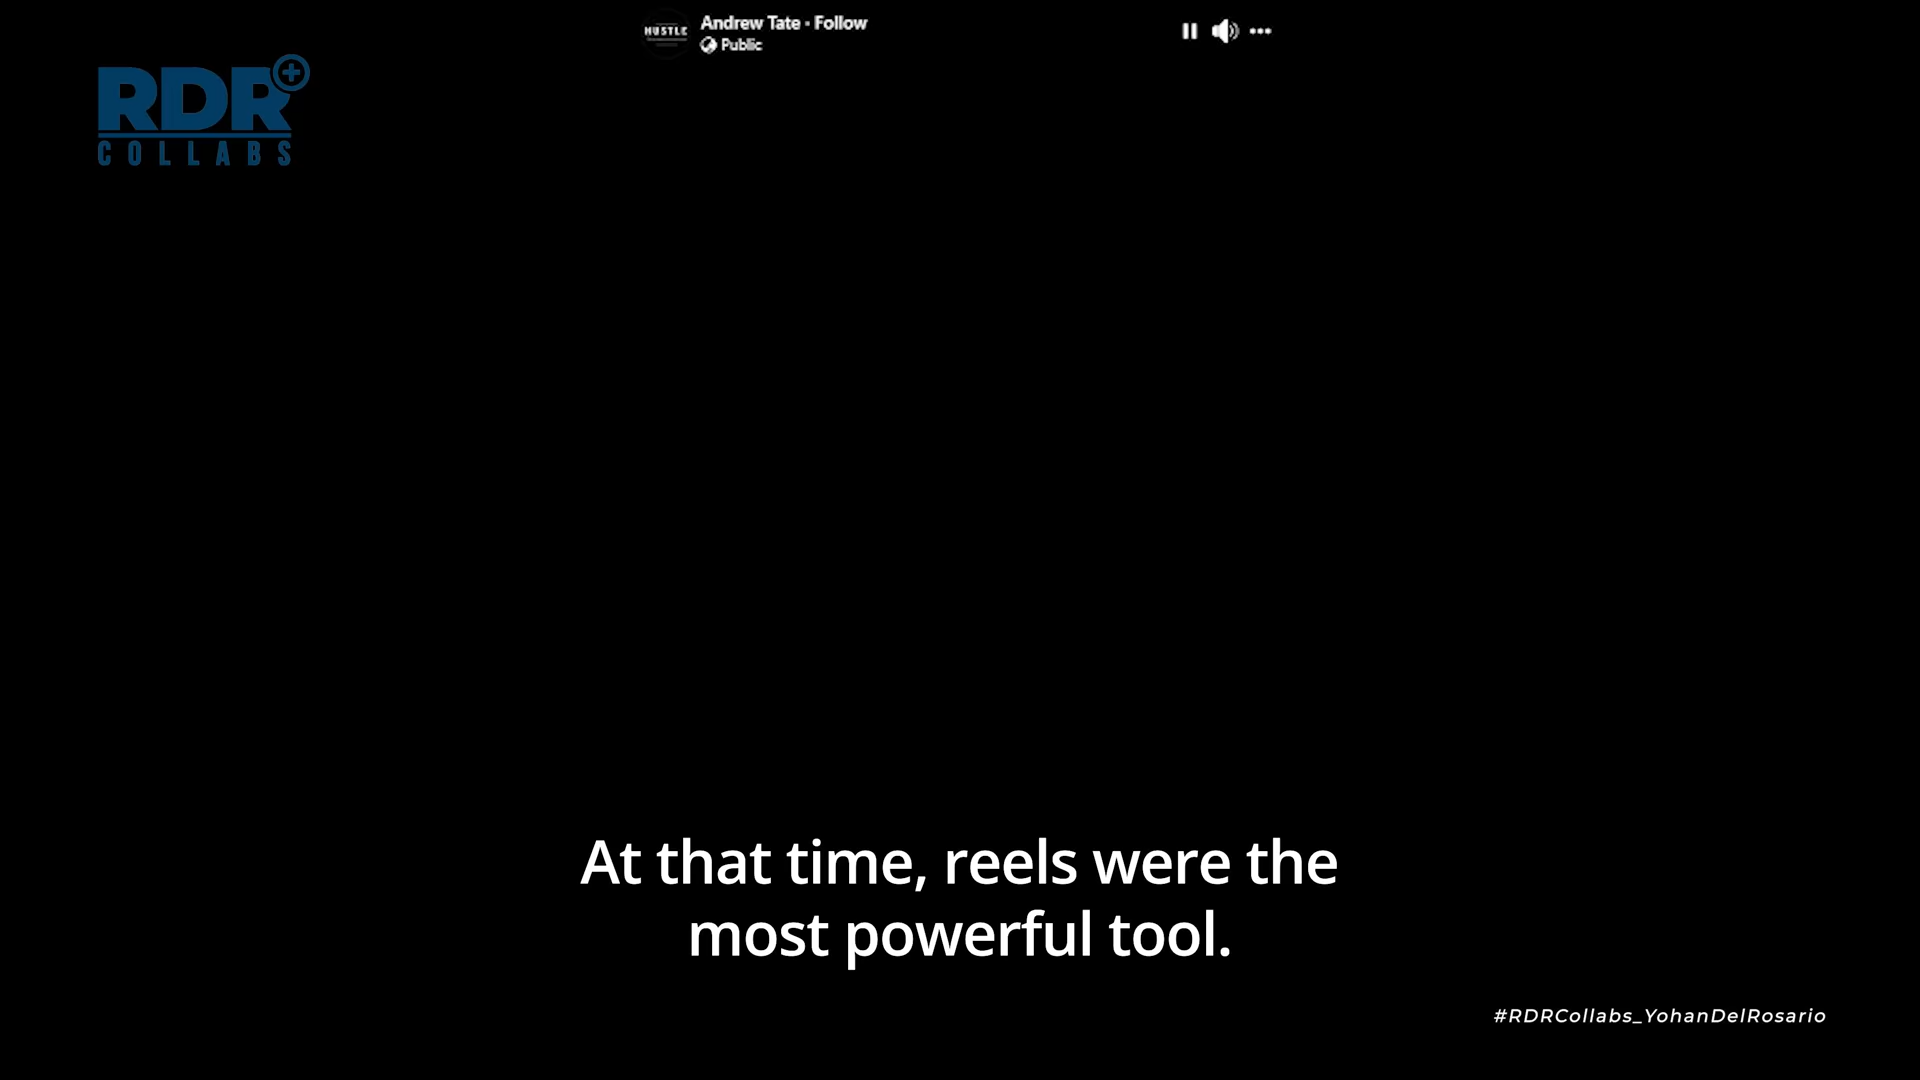 Andrew Tate · Follow
HUSTLE
Public
RDR+
COLLABS
At that time, reels were the
most powerful tool.
#RDRCollabs_YohanDelRosario